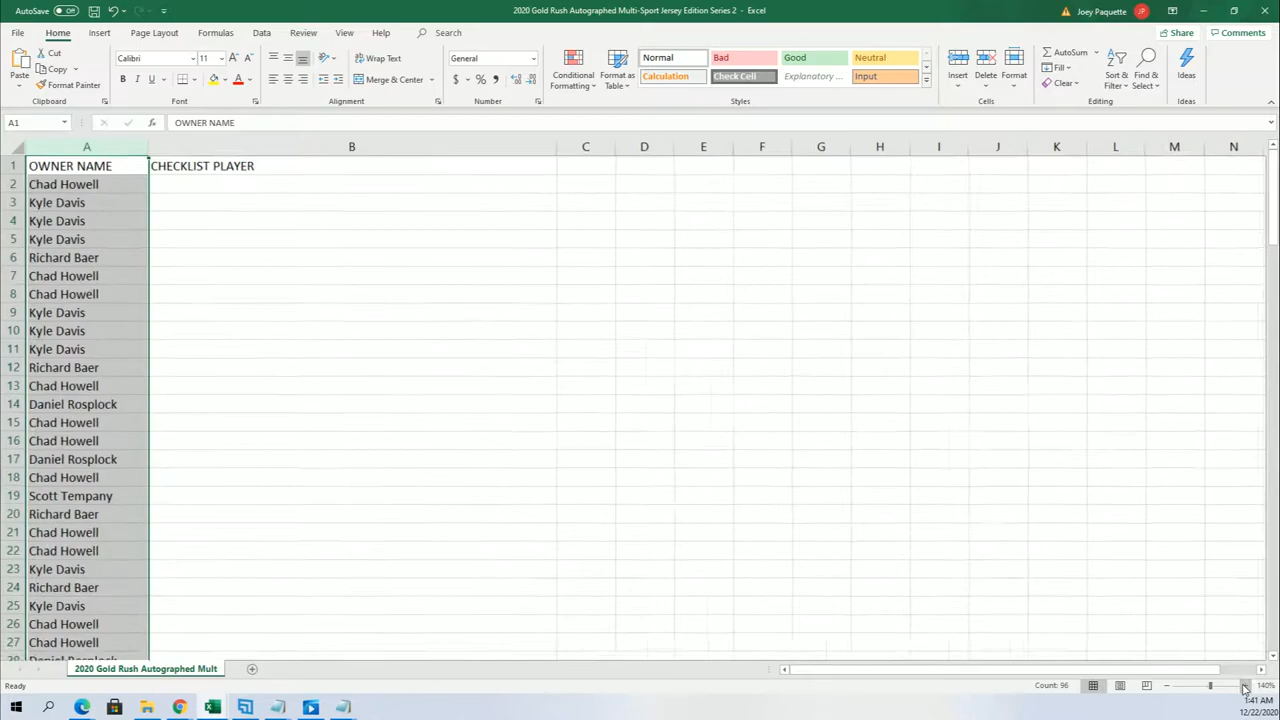 AutoSave Off 2020 Gold Rush Autographed Multi-Sport Jersey Edition Series 2 - Excel Joey Paquette JP
File Home Insert Page Layout Formulas Data Review View Help Search Share Comments
Paste Cut Calibri 11 Wrap Text General Conditional Formatting Format as Table Normal Bad Good Neutral Insert Delete Format AutoSum Sort & Filter Find & Select Ideas
Copy Fill
Format Painter B I U Merge & Center $ % Calculation Check Cell Explanatory ... Input Clear
Clipboard Font Alignment Number Styles Cells Editing Ideas
A1 fx OWNER NAME
A B C D E F G H I J K L M N
1 OWNER NAME CHECKLIST PLAYER
2 Chad Howell
3 Kyle Davis
4 Kyle Davis
5 Kyle Davis
6 Richard Baer
7 Chad Howell
8 Chad Howell
9 Kyle Davis
10 Kyle Davis
11 Kyle Davis
12 Richard Baer
13 Chad Howell
14 Daniel Rosplock
15 Chad Howell
16 Chad Howell
17 Daniel Rosplock
18 Chad Howell
19 Scott Tempany
20 Richard Baer
21 Chad Howell
22 Chad Howell
23 Kyle Davis
24 Richard Baer
25 Kyle Davis
26 Chad Howell
27 Chad Howell
28 Daniel Rosplock
2020 Gold Rush Autographed Mult
Ready Count: 96 140%
1:41 AM
12/22/2020